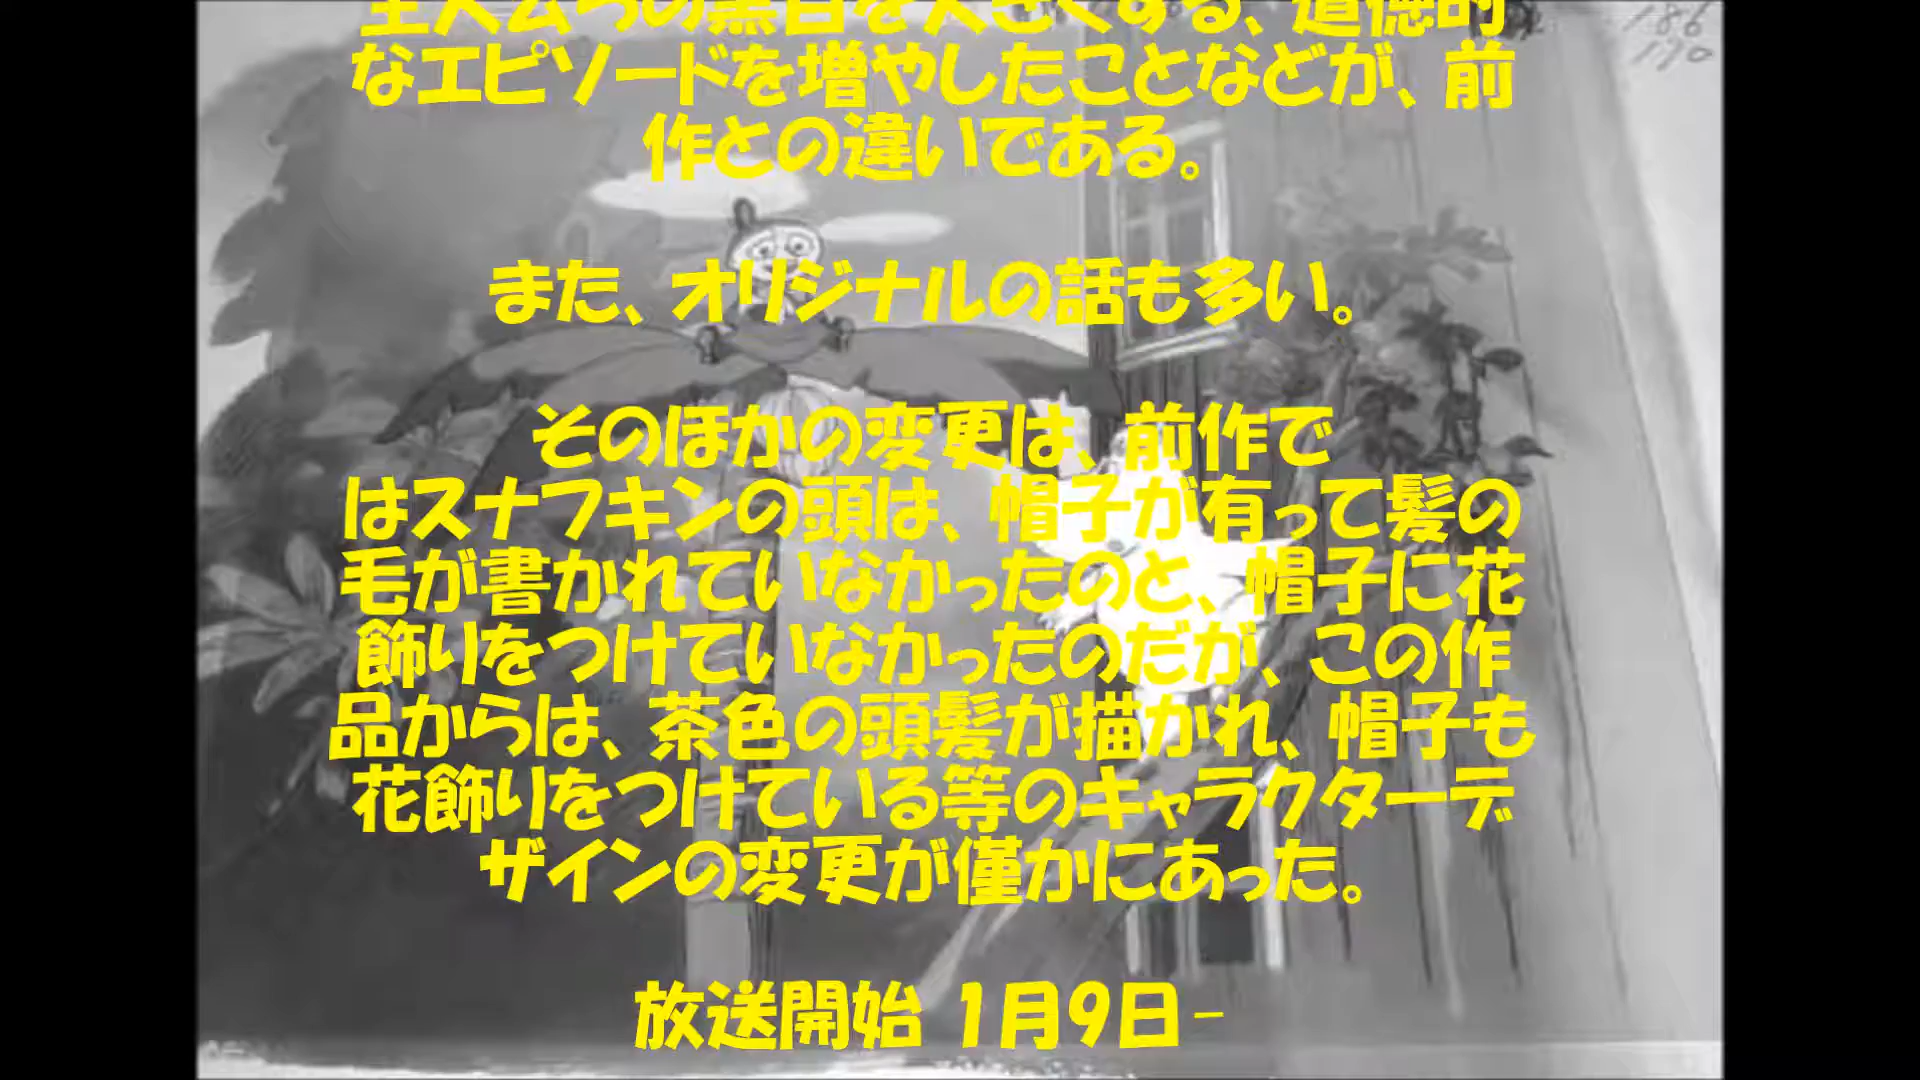 186
190
なエピソードを増やしたことなどが、前
作との違いである。
また、オリジナルの話も多い。
そのほかの変更は、前作で
はスナフキンの頭は、帽子が有って髪の
毛が書かれていなかったのと、帽子に花
飾りをつけていなかったのだが、この作
品からは、茶色の頭髪が描かれ、帽子も
花飾りをつけている等のキャラクターデ
ザインの変更が僅かにあった。
放送開始 1月9日-